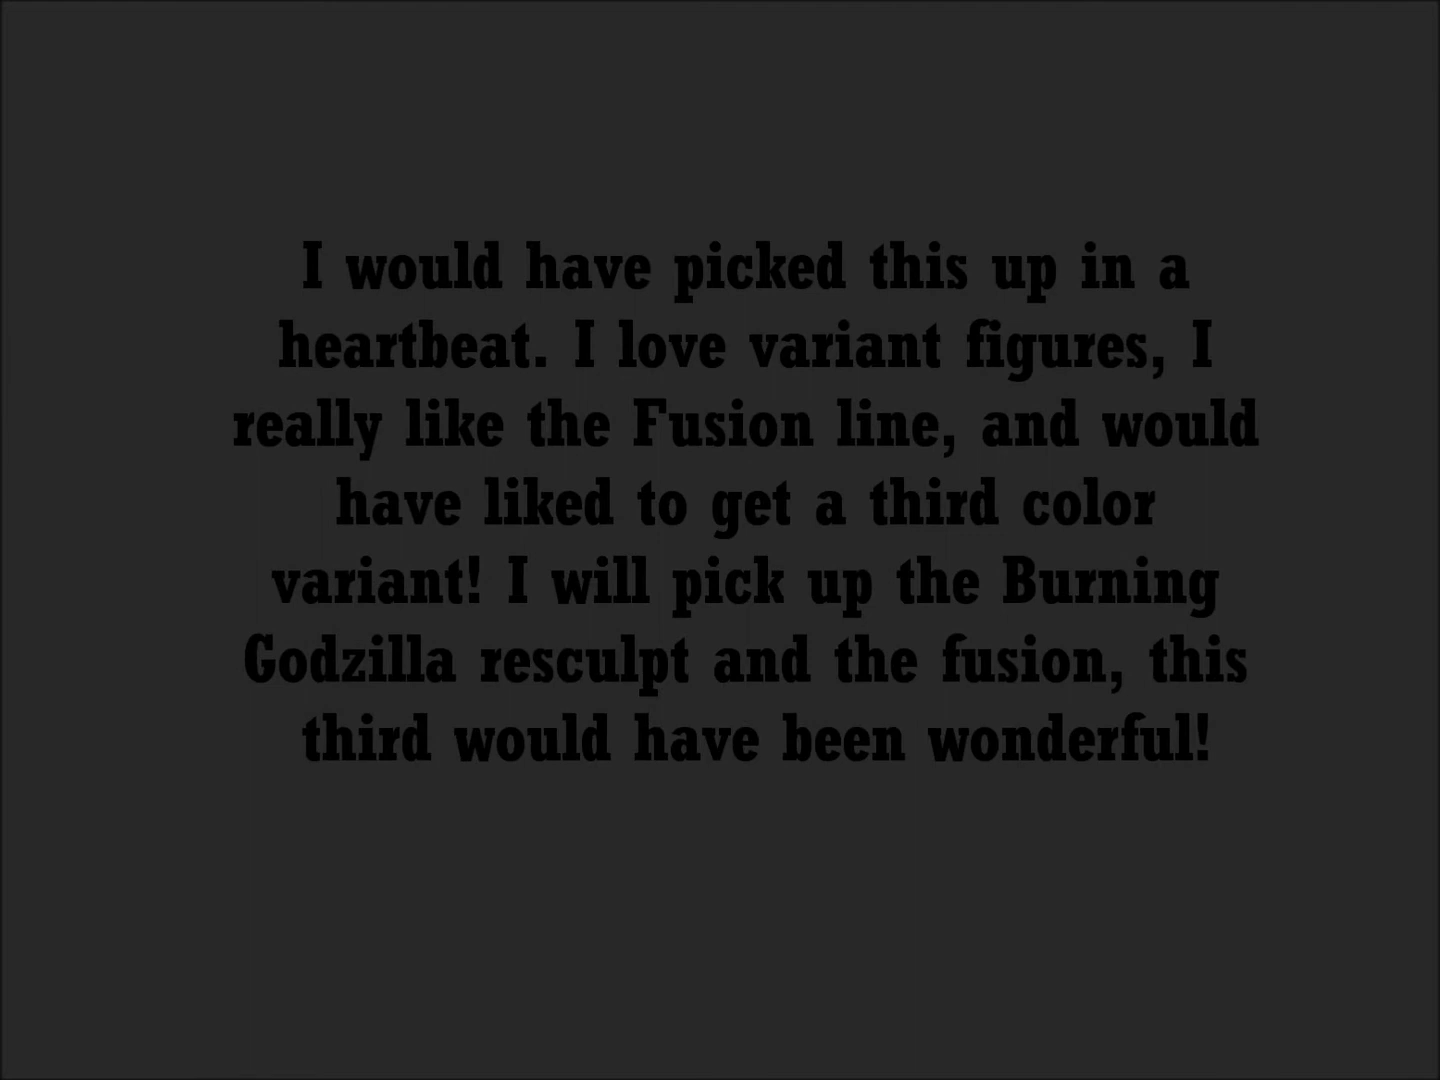 I would have picked this up in a
heartbeat. I love variant figures, I
really like the Fusion line, and would
have liked to get a third color
variant! I will pick up the Burning
Godzilla resculpt and the fusion, this
third would have been wonderful!